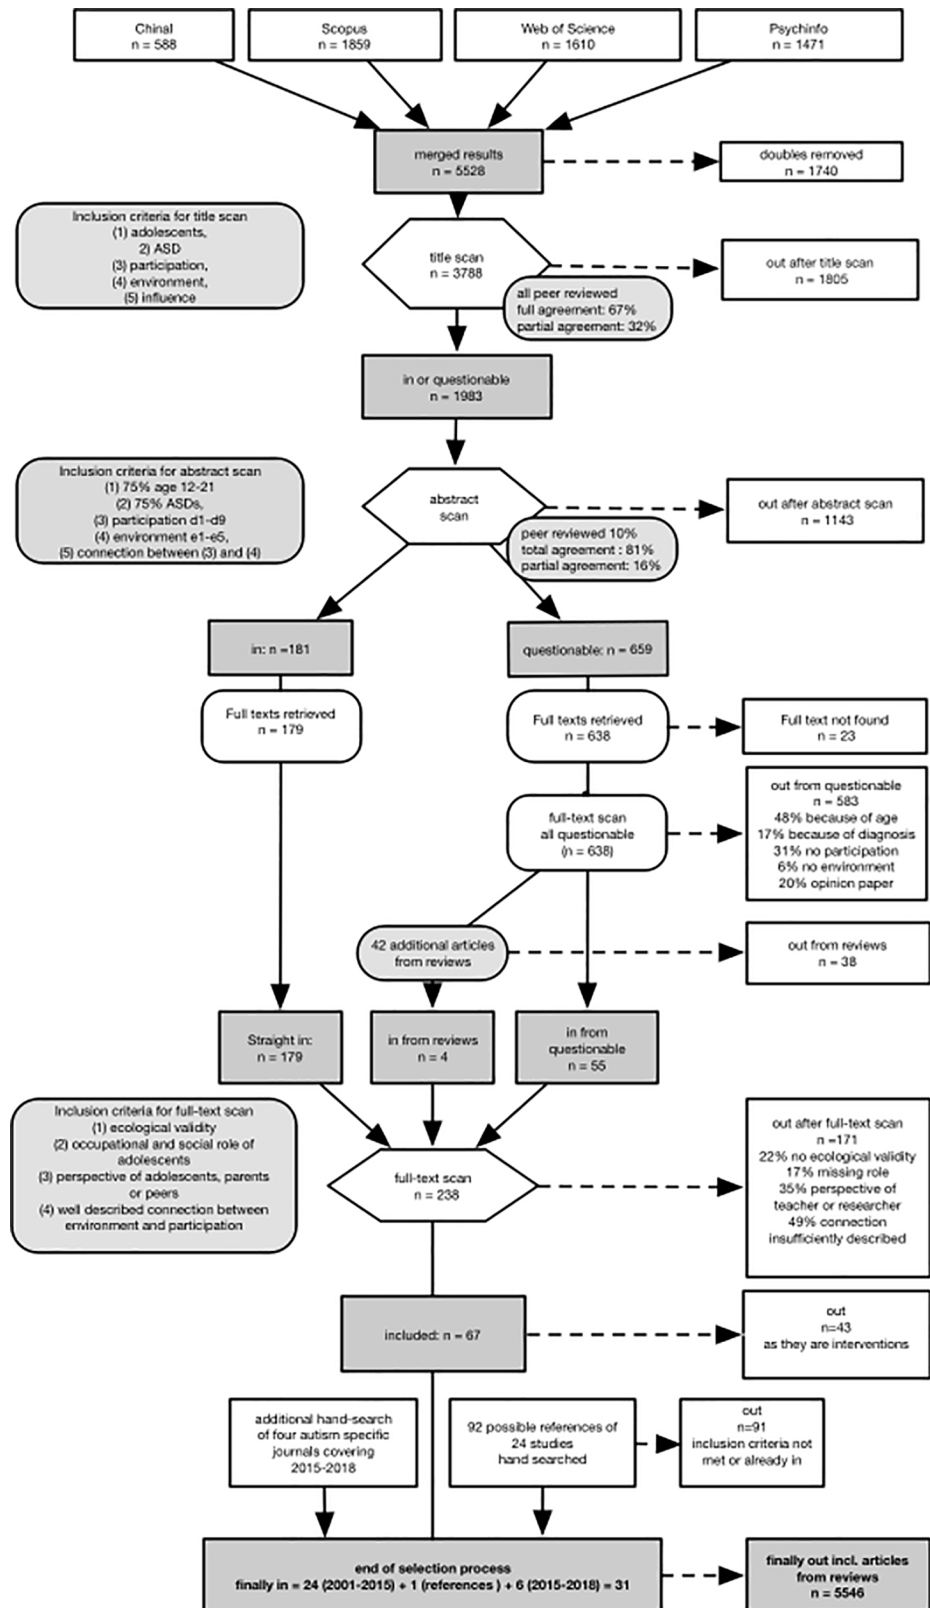 Chinal
n = 588
Scopus
n = 1859
Web of Science
n = 1610
Psychinfo
n = 1471
merged results
n = 5528
doubles removed
n = 1740
Inclusion criteria for title scan
(1) adolescents,
2) ASD
(3) participation,
(4) environment,
(5) influence
title scan
n = 3788
out after title scan
n = 1805
all peer reviewed
full agreement: 67%
partial agreement: 32%
in or questionable
n = 1983
Inclusion criteria for abstract scan
(1) 75% age 12-21
(2) 75% ASDs,
(3) participation d1-d9
(4) environment e1-e5,
(5) connection between (3) and (4)
abstract
scan
out after abstract scan
n = 1143
peer reviewed 10%
total agreement : 81%
partial agreement: 16%
in: n =181
questionable: n = 659
Full texts retrieved
n = 179
Full texts retrieved
n = 638
Full text not found
n = 23
full-text scan
all questionable
(n = 638)
out from questionable
n = 583
48% because of age
17% because of diagnosis
31% no participation
6% no environment
20% opinion paper
42 additional articles
from reviews
out from reviews
n = 38
Straight in:
n = 179
in from reviews
n = 4
in from
questionable
n = 55
Inclusion criteria for full-text scan
(1) ecological validity
(2) occupational and social role of
adolescents
(3) perspective of adolescents, parents
or peers
(4) well described connection between
environment and participation
full-text scan
n = 238
out after full-text scan
n =171
22% no ecological validity
17% missing role
35% perspective of
teacher or researcher
49% connection
insufficiently described
included: n = 67
out
n=43
as they are interventions
additional hand-search
of four autism specific
journals covering
2015-2018
92 possible references of
24 studies
hand searched
out
n=91
inclusion criteria not
met or already in
end of selection process
finally in = 24 (2001-2015) + 1 (references ) + 6 (2015-2018) = 31
finally out incl. articles
from reviews
n = 5546